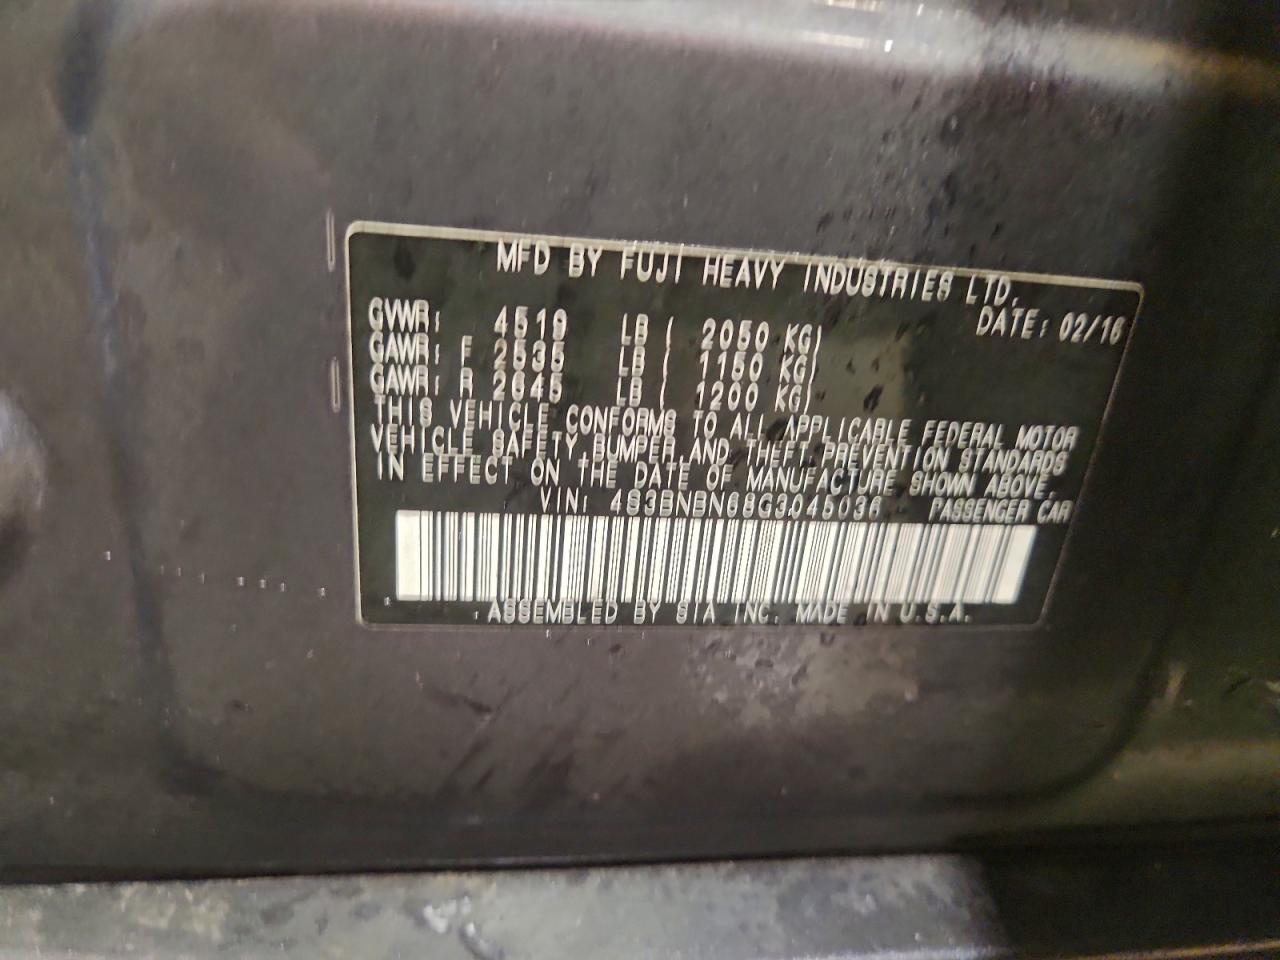 MFD BY FUJI HEAVY INDUSTRIES LTD.
DATE: 02/16
GVWR: 4519 LB ( 2050 KG)
GAWR: F 2535 LB ( 1150 KG)
GAWR: R 2645 LB ( 1200 KG)
THIS VEHICLE CONFORMS TO ALL APPLICABLE FEDERAL MOTOR
VEHICLE SAFETY, BUMPER, AND THEFT PREVENTION STANDARDS
IN EFFECT ON THE DATE OF MANUFACTURE SHOWN ABOVE.
VIN: 4S3BNBN68G3045036 PASSENGER CAR
ASSEMBLED BY SIA INC. MADE IN U.S.A.